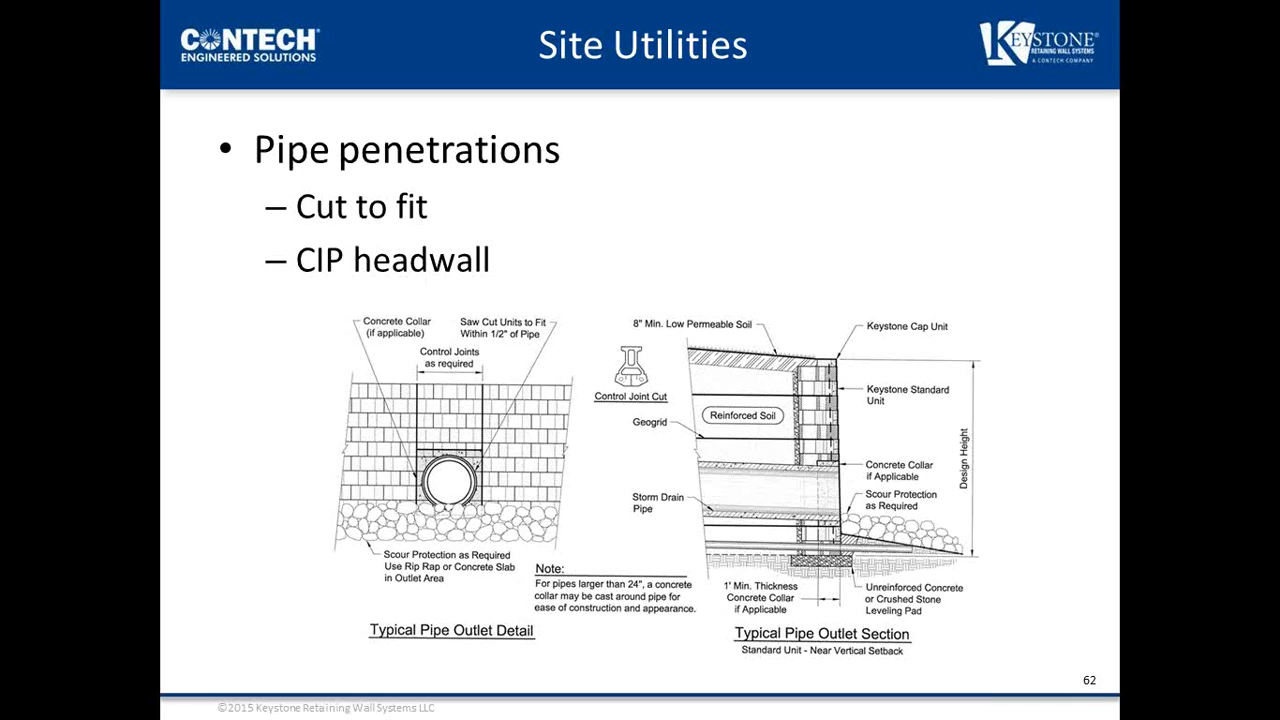 CONTECH®
ENGINEERED SOLUTIONS
Site Utilities
KEYSTONE®
RETAINING WALL SYSTEMS
A CONTECH COMPANY
• Pipe penetrations
– Cut to fit
– CIP headwall
Concrete Collar
(if applicable)
Saw Cut Units to Fit
Within 1/2" of Pipe
Control Joints
as required
Scour Protection as Required
Use Rip Rap or Concrete Slab
in Outlet Area
Typical Pipe Outlet Detail
Control Joint Cut
Note:
For pipes larger than 24", a concrete
collar may be cast around pipe for
ease of construction and appearance.
8" Min. Low Permeable Soil
Keystone Cap Unit
Keystone Standard
Unit
Reinforced Soil
Geogrid
Design Height
Concrete Collar
if Applicable
Storm Drain
Pipe
Scour Protection
as Required
1' Min. Thickness
Concrete Collar
if Applicable
Unreinforced Concrete
or Crushed Stone
Leveling Pad
Typical Pipe Outlet Section
Standard Unit - Near Vertical Setback
62
©2015 Keystone Retaining Wall Systems LLC